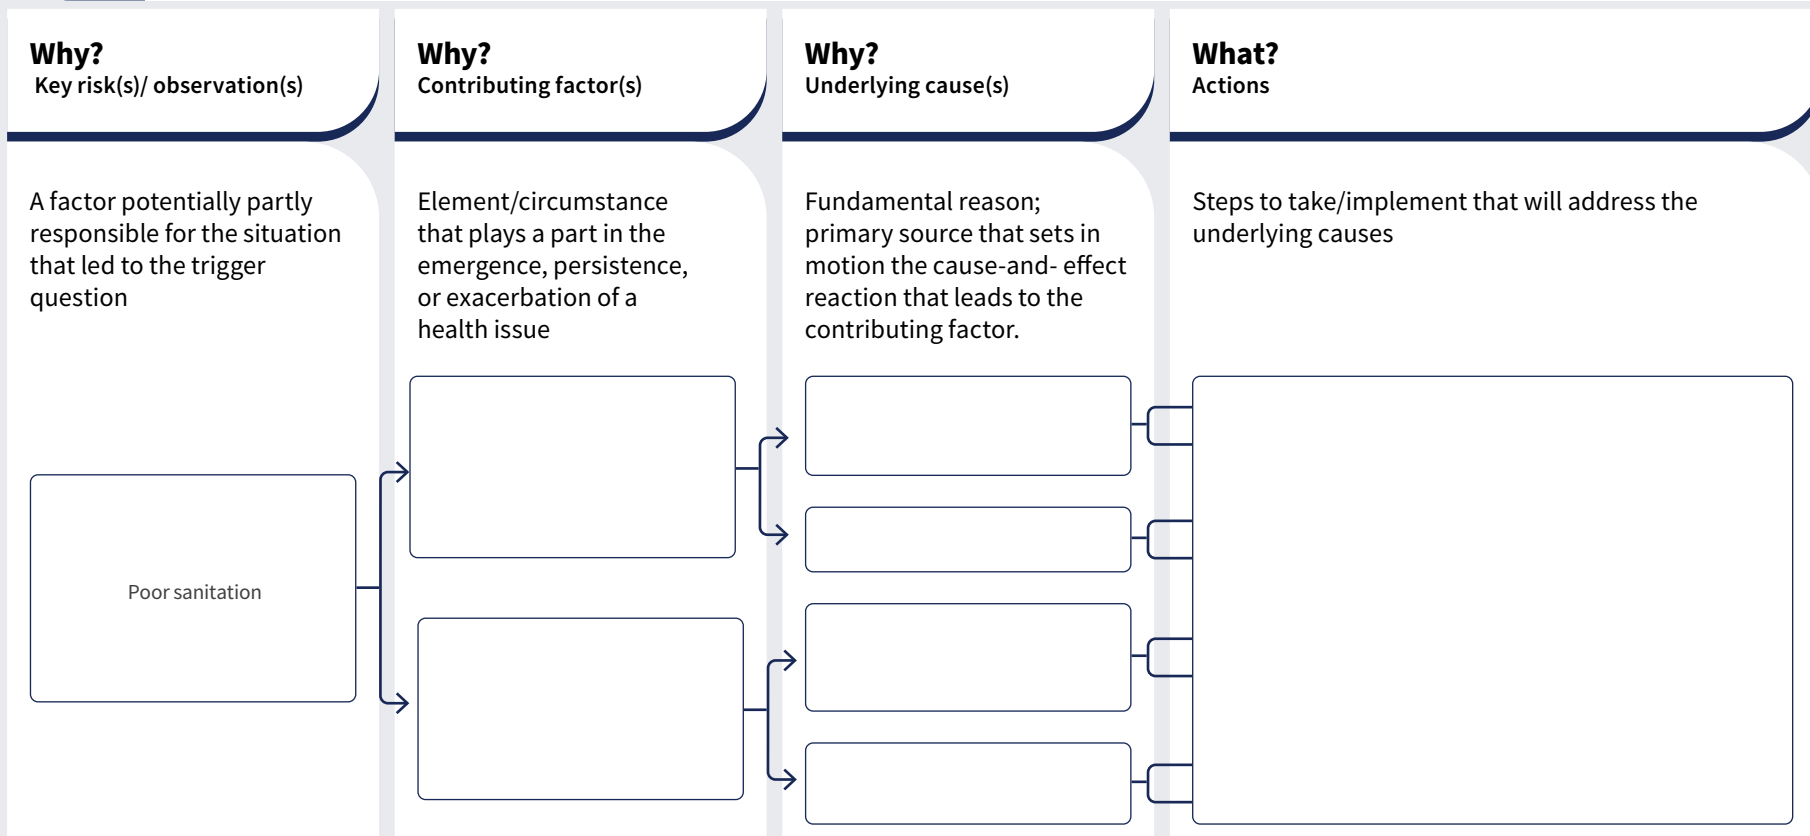 Why?
Key risk(s)/ observation(s)
A factor potentially partly
responsible for the situation
that led to the trigger
question
Poor sanitation
Why?
Contributing factor(s)
Element/circumstance
that plays a part in the
emergence, persistence,
or exacerbation of a
health issue
Why?
Underlying cause(s)
Fundamental reason;
primary source that sets in
motion the cause-and- effect
reaction that leads to the
contributing factor.
What?
Actions
Steps to take/implement that will address the
underlying causes